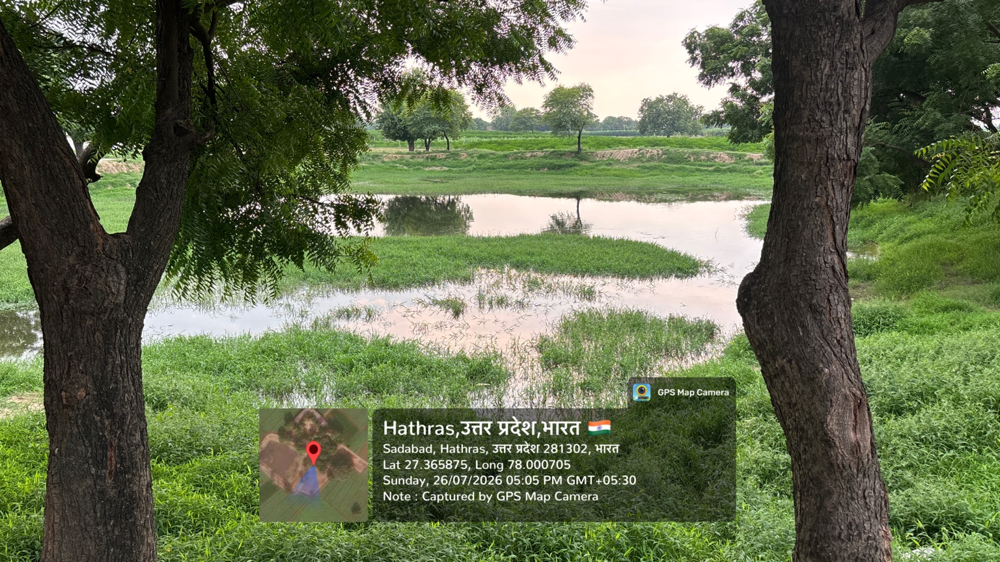 GPS Map Camera
Hathras,उत्तर प्रदेश,भारत 🇮🇳
Sadabad, Hathras, उत्तर प्रदेश 281302, भारत
Lat 27.365875, Long 78.000705
Sunday, 26/07/2026 05:05 PM GMT+05:30
Note : Captured by GPS Map Camera